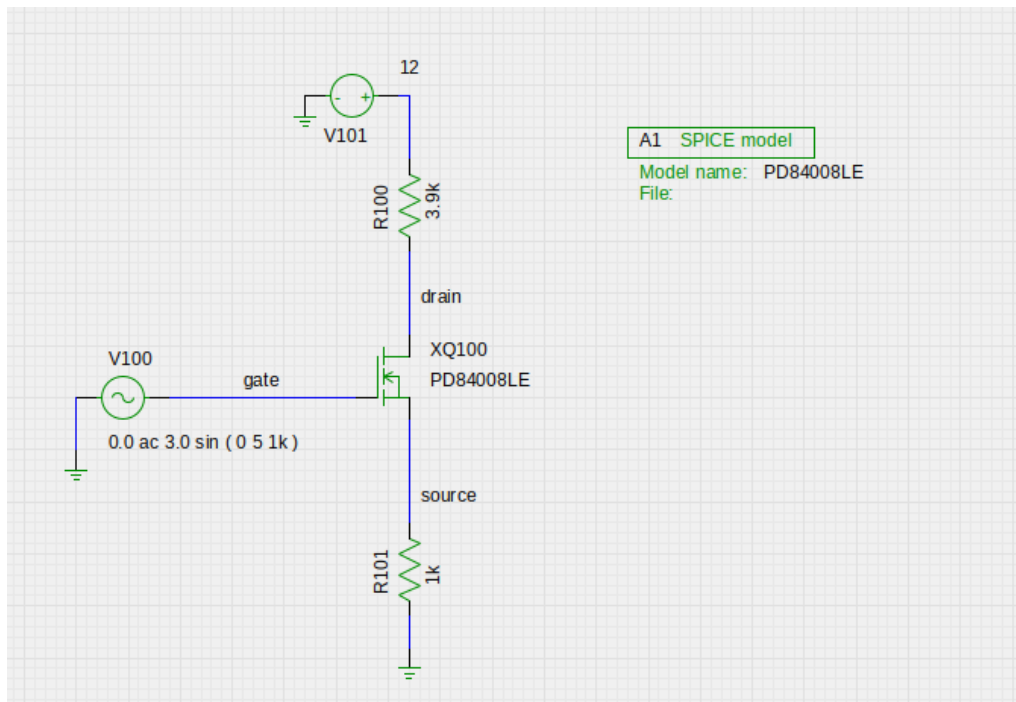 12
V101
A1 SPICE model
Model name: PD84008LE
File:
R100
3.9k
drain
XQ100
V100
gate
PD84008LE
0.0 ac 3.0 sin ( 0 5 1k )
source
R101
1k